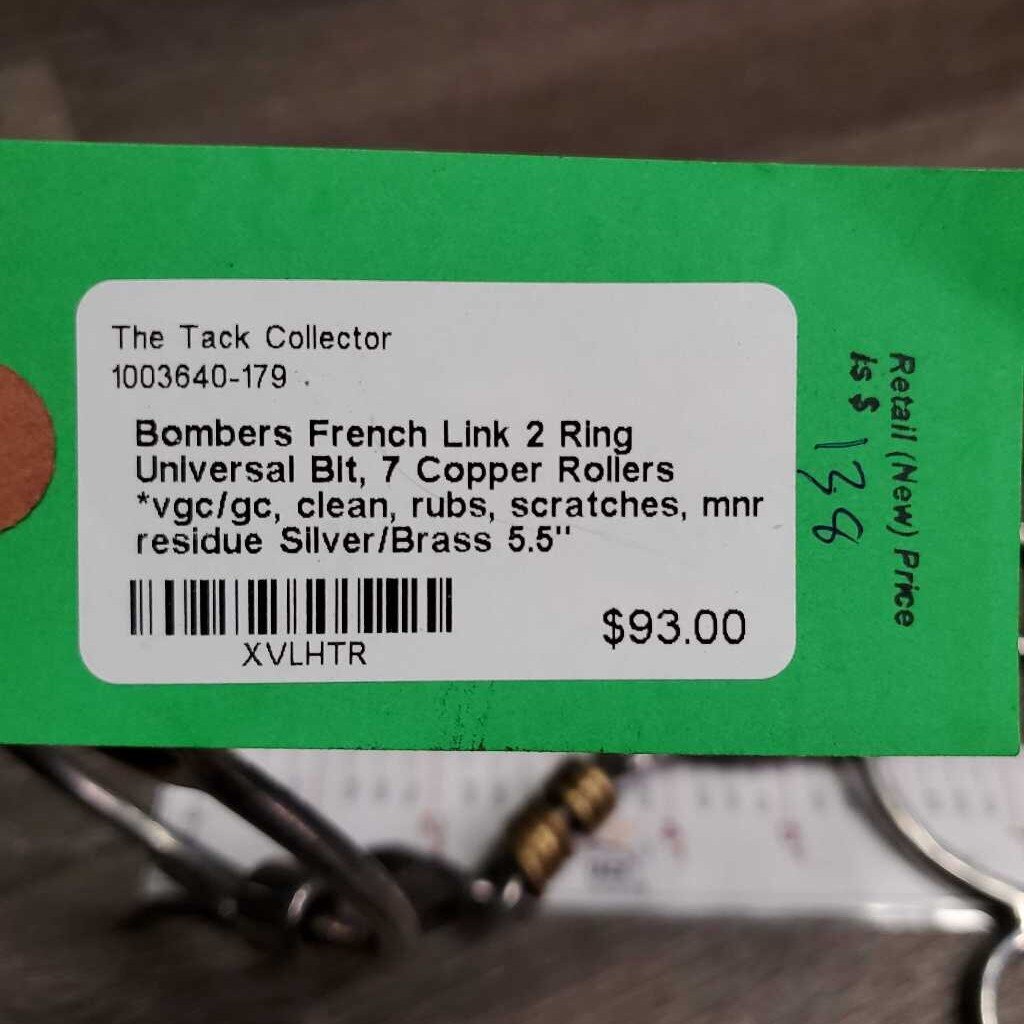 The Tack Collector
1003640-179
Bombers French Link 2 Ring
Universal Bit, 7 Copper Rollers
*vgc/gc, clean, rubs, scratches, mnr
residue Silver/Brass 5.5"
XVLHTR
$93.00
Retail (New) Price
is $ 138